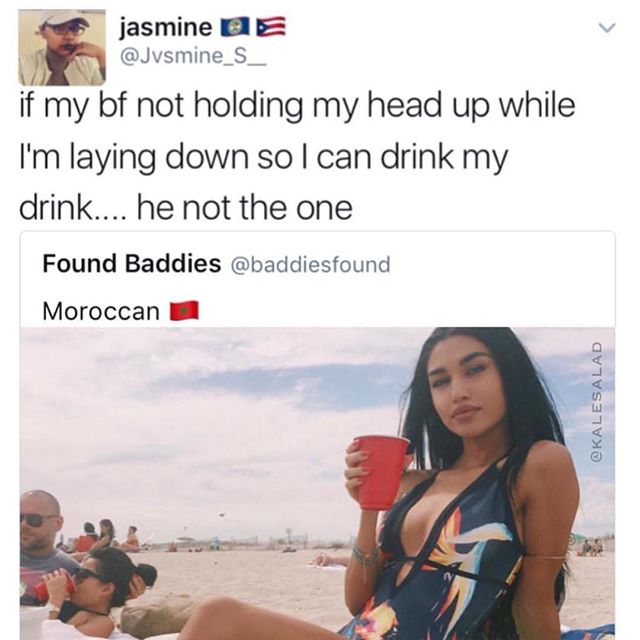 jasmine 🇧🇿 🇵🇷
@Jvsmine_S__
if my bf not holding my head up while
I'm laying down so I can drink my
drink.... he not the one
Found Baddies @baddiesfound
Moroccan 🇲🇦
@KALESALAD